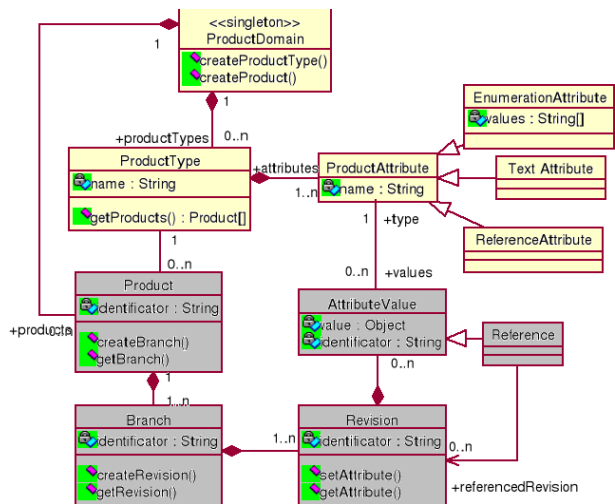 <<singleton>>
ProductDomain
createProductType()
createProduct()
1
1
+productTypes
0..n
EnumerationAttribute
values : String[]
Text Attribute
ReferenceAttribute
ProductType
name : String
getProducts() : Product[]
+attributes
1..n
ProductAttribute
name : String
1
+type
0..n
+values
1
0..n
Product
identificator : String
createBranch()
getBranch()
+products
1
1..n
AttributeValue
value : Object
identificator : String
0..n
Reference
Branch
identificator : String
createRevision()
getRevision()
1..n
Revision
identificator : String
setAttribute()
getAttribute()
0..n
+referencedRevision